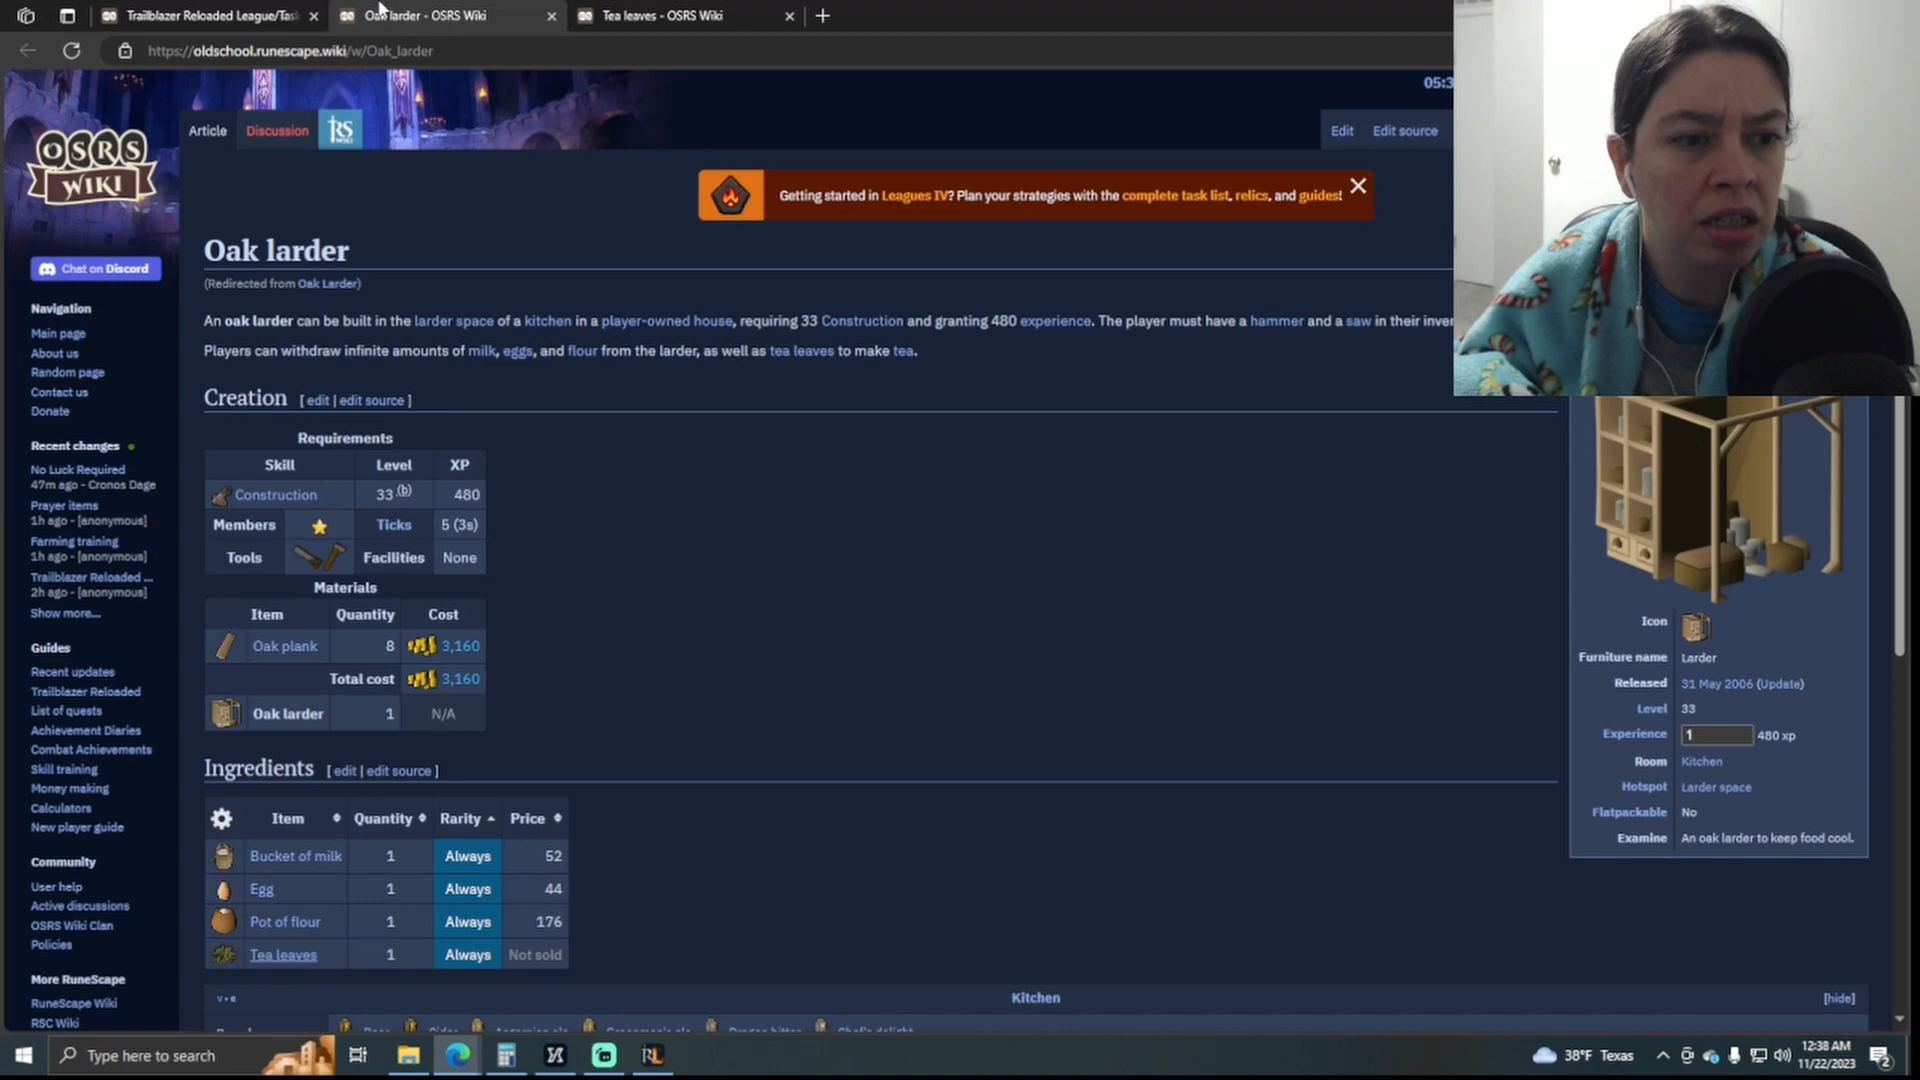 Trailblazer Reloaded League/Tas
Oak larder - OSRS Wiki
Tea leaves - OSRS Wiki
https://oldschool.runescape.wiki/w/Oak_larder
05:3
OSRS
WIKI
Article
Discussion
RS
WIKI
Edit
Edit source
Getting started in Leagues IV? Plan your strategies with the complete task list, relics, and guides!
Chat on Discord
Navigation
Main page
About us
Random page
Contact us
Donate
Recent changes
No Luck Required
47m ago - Cronos Dage
Prayer items
1h ago - [anonymous]
Farming training
1h ago - [anonymous]
Trailblazer Reloaded ...
2h ago - [anonymous]
Show more...
Guides
Recent updates
Trailblazer Reloaded
List of quests
Achievement Diaries
Combat Achievements
Skill training
Money making
Calculators
New player guide
Community
User help
Active discussions
OSRS Wiki Clan
Policies
More RuneScape
RuneScape Wiki
RSC Wiki
Oak larder
(Redirected from Oak Larder)
An oak larder can be built in the larder space of a kitchen in a player-owned house, requiring 33 Construction and granting 480 experience. The player must have a hammer and a saw in their inver
Players can withdraw infinite amounts of milk, eggs, and flour from the larder, as well as tea leaves to make tea.
Creation [ edit | edit source ]
Requirements
Skill Level XP
Construction 33 (b) 480
Members Ticks 5 (3s)
Tools Facilities None
Materials
Item Quantity Cost
Oak plank 8 3,160
Total cost 3,160
Oak larder 1 N/A
Ingredients [ edit | edit source ]
Item Quantity Rarity Price
Bucket of milk 1 Always 52
Egg 1 Always 44
Pot of flour 1 Always 176
Tea leaves 1 Always Not sold
V • E
Kitchen
[hide]
Icon
Furniture name Larder
Released 31 May 2006 (Update)
Level 33
Experience 1 480 xp
Room Kitchen
Hotspot Larder space
Flatpackable No
Examine An oak larder to keep food cool.
Type here to search
38°F Texas
12:38 AM
11/22/2023
2